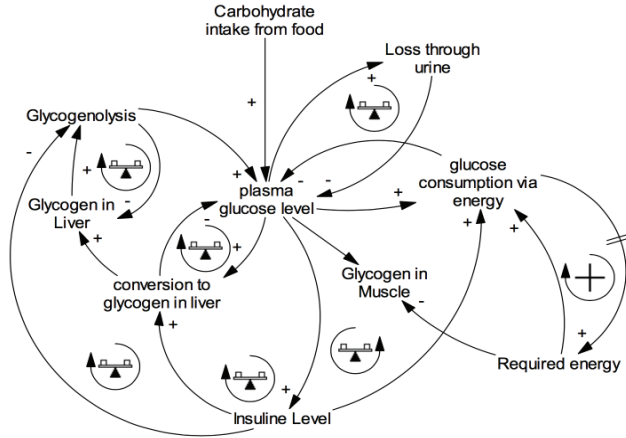 Carbohydrate
intake from food
Loss through
urine
+
+
Glycogenolysis
-
+
+
-
-
-
glucose
consumption via
energy
plasma
glucose level
+
Glycogen in
Liver
-
-
+
+
+
+
Glycogen in
Muscle
conversion to
glycogen in liver
-
+
+
Required energy
+
Insuline Level